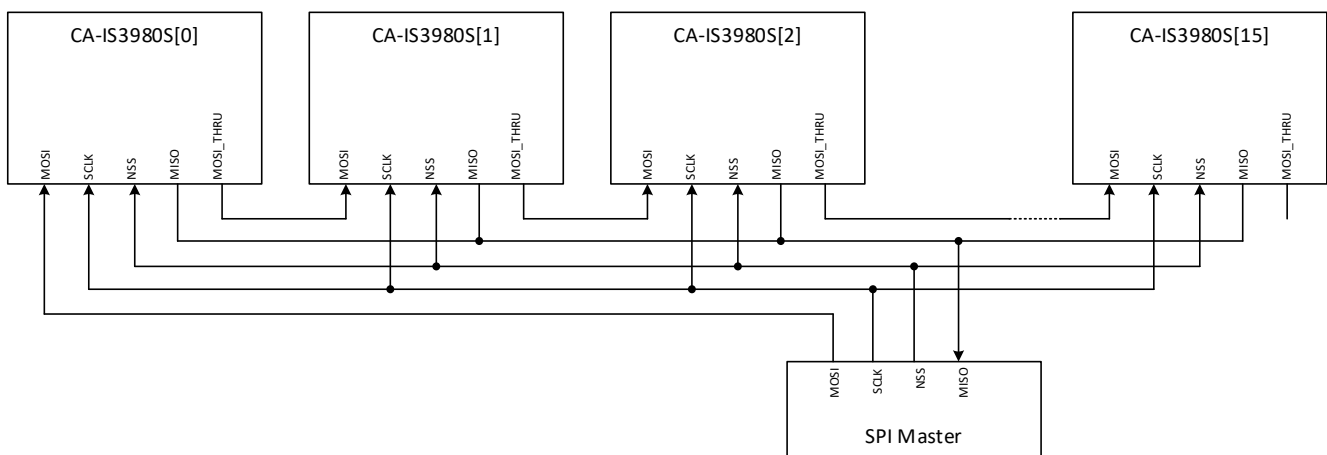 CA-IS3980S[0]
MOSI
SCLK
NSS
MISO
MOSI_THRU
CA-IS3980S[1]
MOSI
SCLK
NSS
MISO
MOSI_THRU
CA-IS3980S[2]
MOSI
SCLK
NSS
MISO
MOSI_THRU
CA-IS3980S[15]
MOSI
SCLK
NSS
MISO
MOSI_THRU
MOSI
SCLK
NSS
MISO
SPI Master